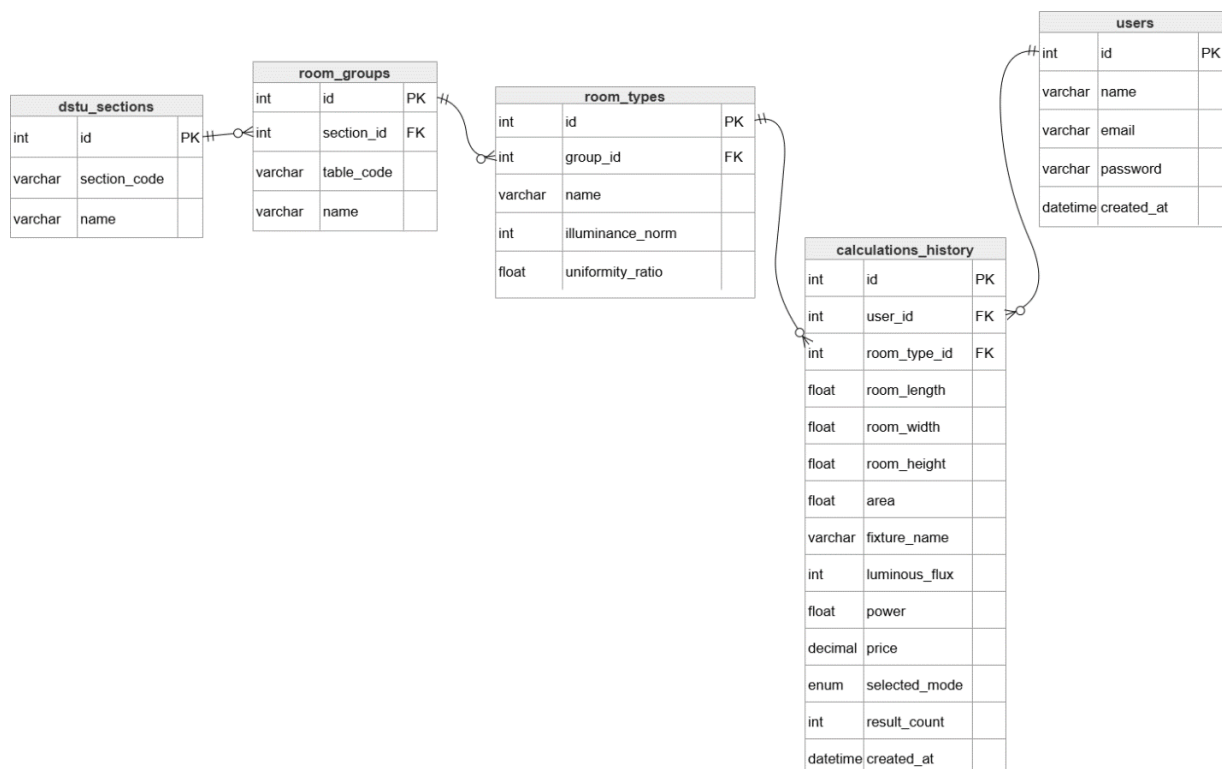 dstu_sections
int id PK
varchar section_code
varchar name
room_groups
int id PK
int section_id FK
varchar table_code
varchar name
room_types
int id PK
int group_id FK
varchar name
int illuminance_norm
float uniformity_ratio
calculations_history
int id PK
int user_id FK
int room_type_id FK
float room_length
float room_width
float room_height
float area
varchar fixture_name
int luminous_flux
float power
decimal price
enum selected_mode
int result_count
datetime created_at
users
int id PK
varchar name
varchar email
varchar password
datetime created_at